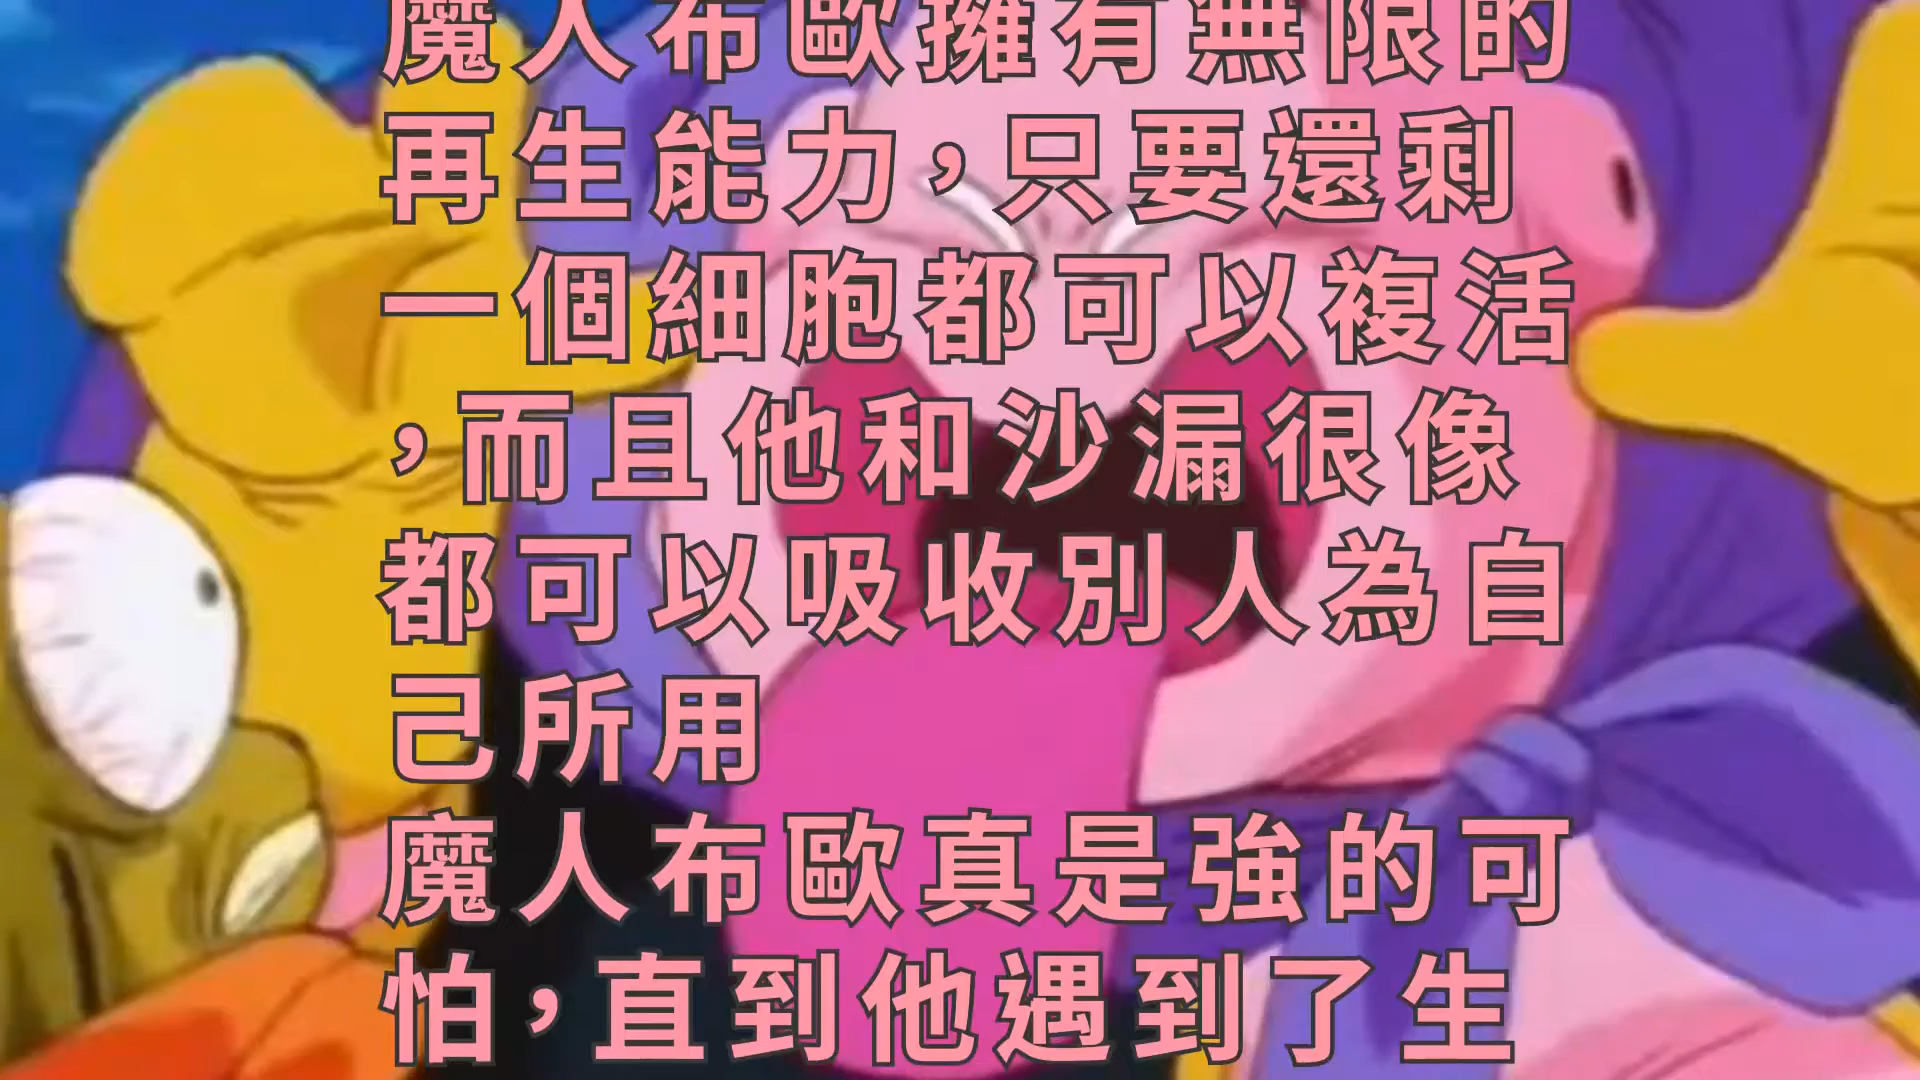 魔人布歐擁有無限的
再生能力，只要還剩
一個細胞都可以複活
，而且他和沙漏很像
都可以吸收別人為自
己所用
魔人布歐真是強的可
怕，直到他遇到了生